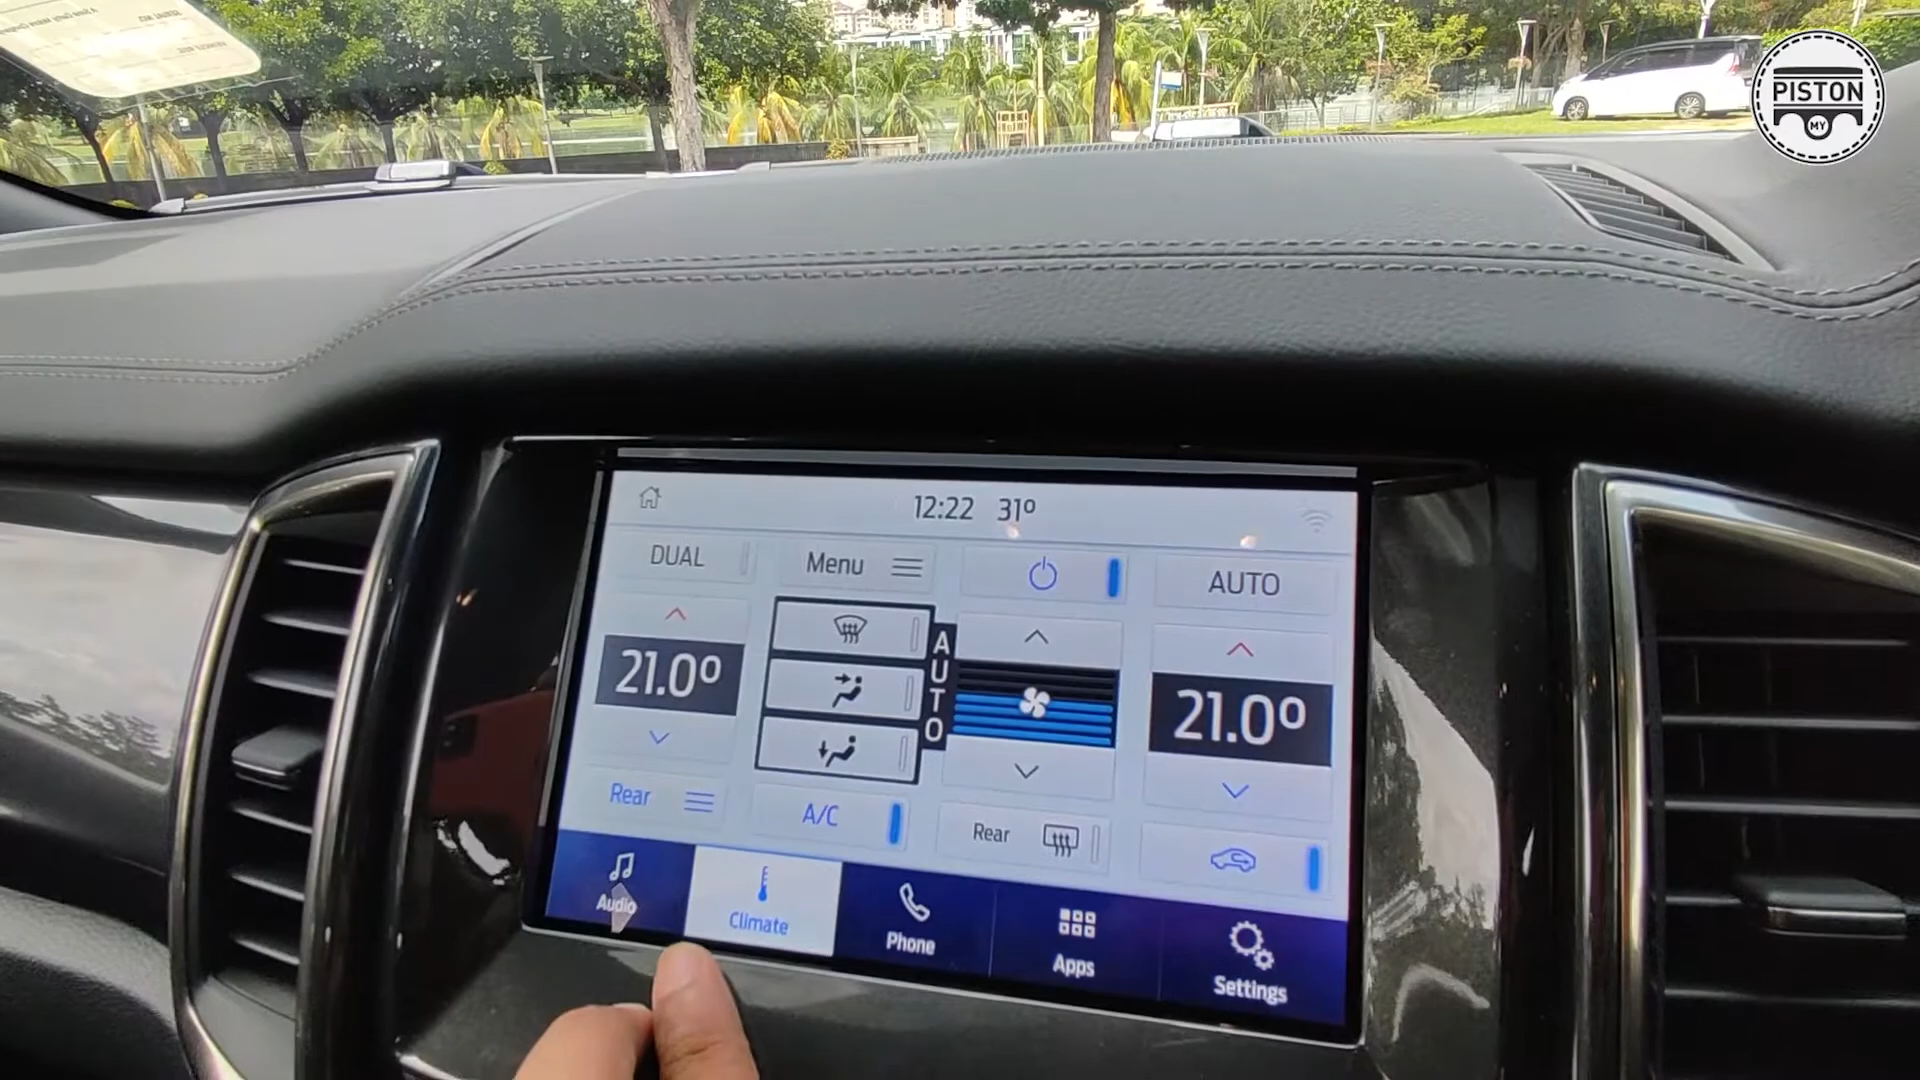 PISTON
MY
12:22 31°
DUAL
Menu
AUTO
21.0°
AUTO
21.0°
Rear
A/C
Rear
Audio
Climate
Phone
Apps
Settings